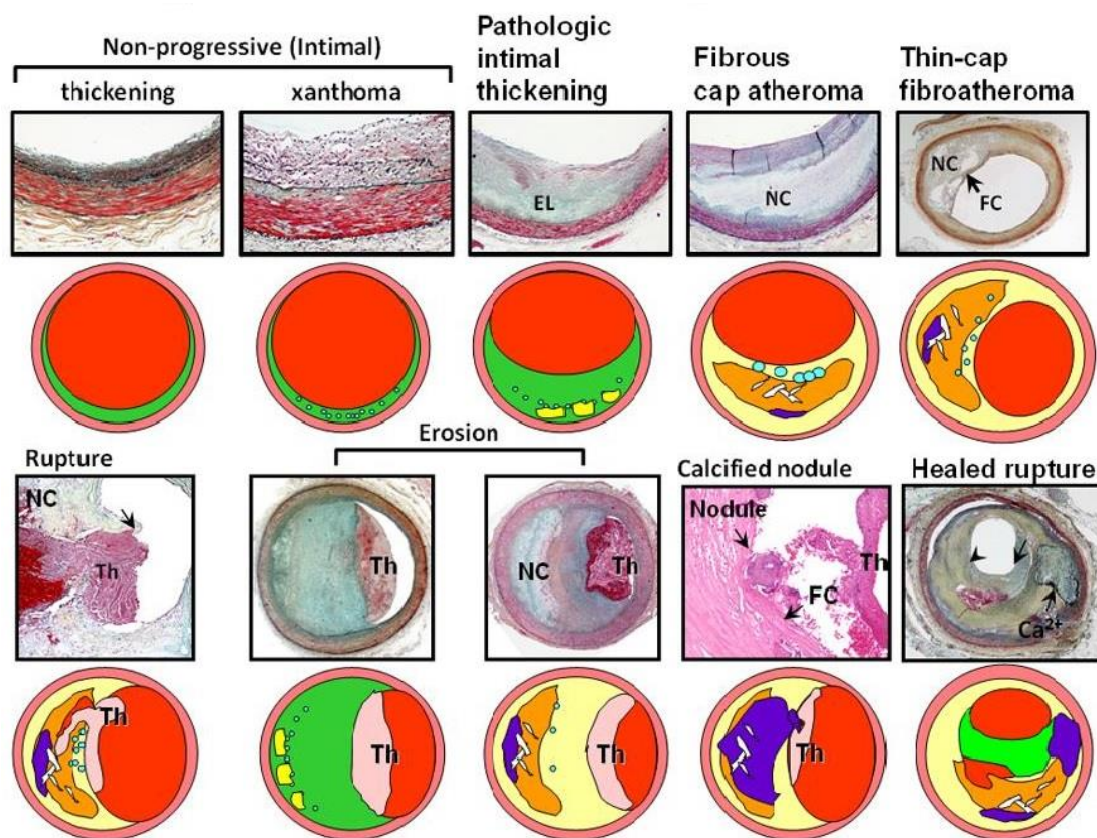 Non-progressive (Intimal)
thickening
xanthoma
Pathologic
intimal
thickening
Fibrous
cap atheroma
Thin-cap
fibroatheroma
EL
NC
NC
FC
Rupture
Erosion
Calcified nodule
Healed rupture
NC
Th
Th
NC
Th
Nodule
FC
Th
Ca²⁺
Th
Th
Th
Th